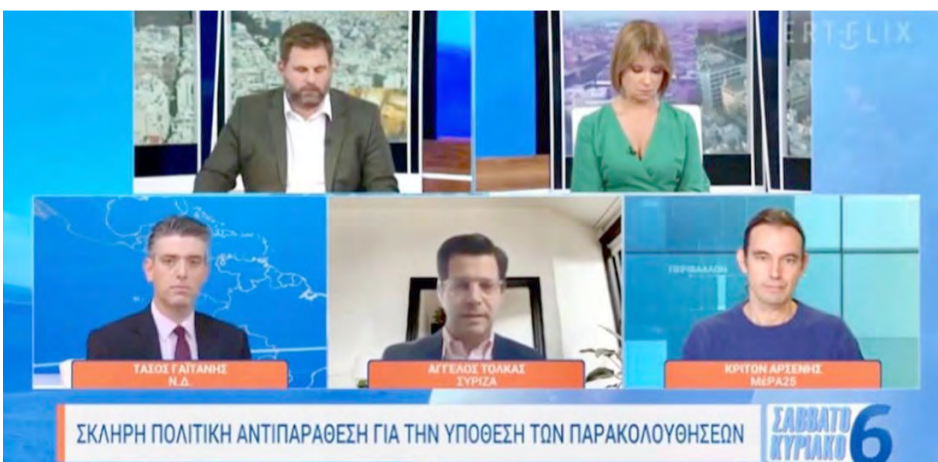 ERTFLIX
ΠΕΡΙΒΑΛΛΟΝ
ΤΑΣΟΣ ΓΑΪΤΑΝΗΣ
Ν.Δ.
ΑΓΓΕΛΟΣ ΤΟΛΚΑΣ
ΣΥΡΙΖΑ
ΚΡΙΤΩΝ ΑΡΣΕΝΗΣ
ΜέΡΑ25
ΣΚΛΗΡΗ ΠΟΛΙΤΙΚΗ ΑΝΤΙΠΑΡΑΘΕΣΗ ΓΙΑ ΤΗΝ ΥΠΟΘΕΣΗ ΤΩΝ ΠΑΡΑΚΟΛΟΥΘΗΣΕΩΝ
ΣΑΒΒΑΤΟ
ΚΥΡΙΑΚΟ 6